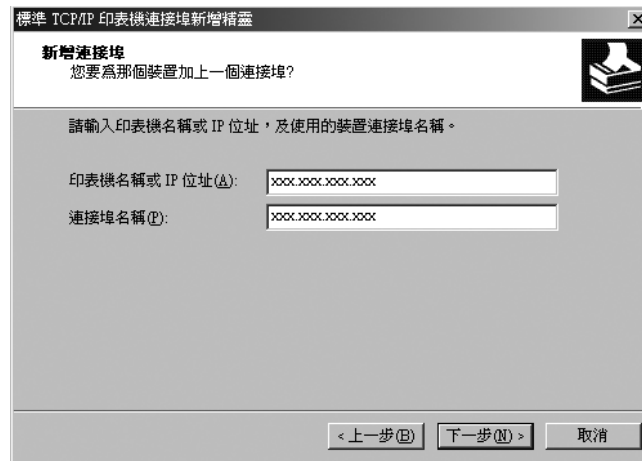 標準 TCP/IP 印表機連接埠新增精靈
新增連接埠
您要爲那個裝置加上一個連接埠?
請輸入印表機名稱或 IP 位址，及使用的裝置連接埠名稱。
印表機名稱或 IP 位址(A): xxx.xxx.xxx.xxx
連接埠名稱(P): xxx.xxx.xxx.xxx
<上一步(B) 下一步(N)> 取消